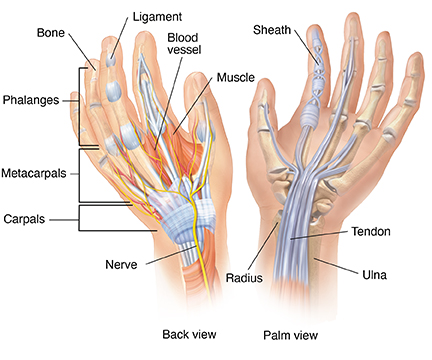 Ligament
Bone
Blood
vessel
Muscle
Phalanges
Metacarpals
Carpals
Nerve
Back view
Sheath
Tendon
Radius
Ulna
Palm view